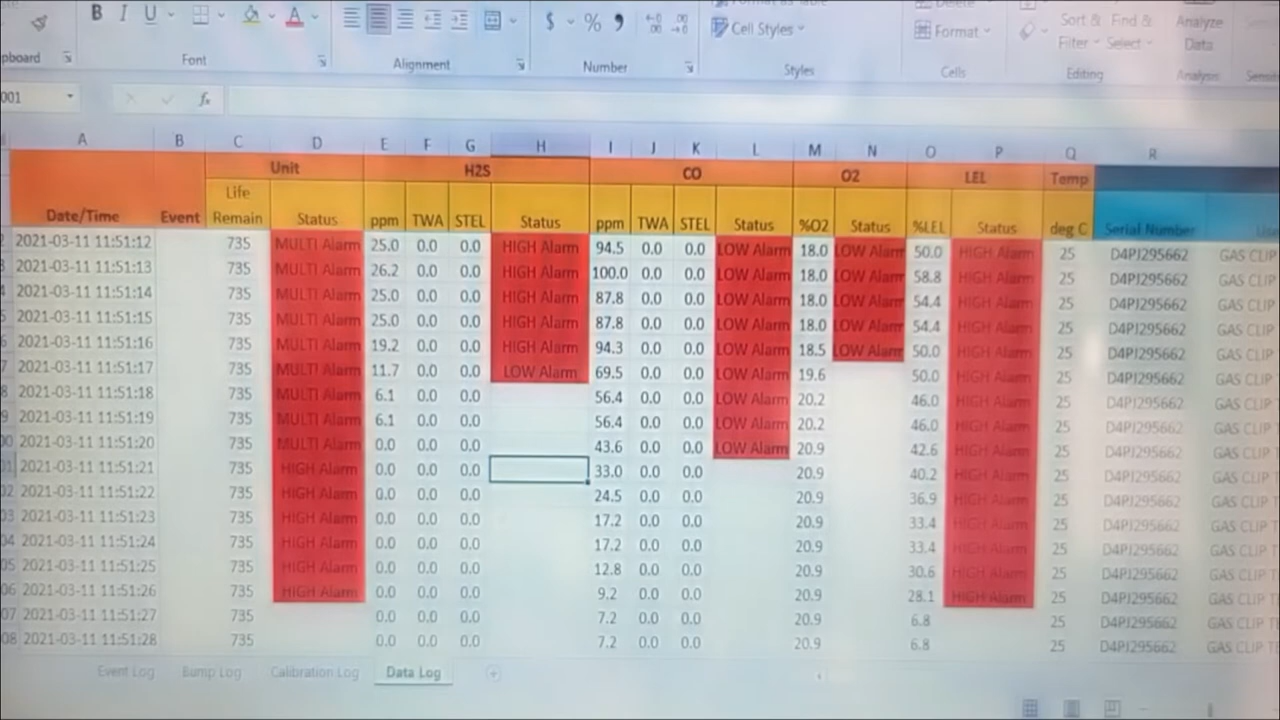 B I U $ % , Cell Styles Format Sort & Find & Analyze
Filter Select Data
pboard Font Alignment Number Styles Cells Editing Analysis
001 fx
A B C D E F G H I J K L M N O P Q R
Unit H2S CO O2 LEL Temp
Date/Time Event Life Remain Status ppm TWA STEL Status ppm TWA STEL Status %O2 Status %LEL Status deg C Serial Number
2021-03-11 11:51:12 735 MULTI Alarm 25.0 0.0 0.0 HIGH Alarm 94.5 0.0 0.0 LOW Alarm 18.0 LOW Alarm 50.0 HIGH Alarm 25 D4PJ295662 GAS CLIP
2021-03-11 11:51:13 735 MULTI Alarm 26.2 0.0 0.0 HIGH Alarm 100.0 0.0 0.0 LOW Alarm 18.0 LOW Alarm 58.8 HIGH Alarm 25 D4PJ295662 GAS CLIP
2021-03-11 11:51:14 735 MULTI Alarm 25.0 0.0 0.0 HIGH Alarm 87.8 0.0 0.0 LOW Alarm 18.0 LOW Alarm 54.4 HIGH Alarm 25 D4PJ295662 GAS CLIP
2021-03-11 11:51:15 735 MULTI Alarm 25.0 0.0 0.0 HIGH Alarm 87.8 0.0 0.0 LOW Alarm 18.0 LOW Alarm 54.4 HIGH Alarm 25 D4PJ295662 GAS CLIP
2021-03-11 11:51:16 735 MULTI Alarm 19.2 0.0 0.0 HIGH Alarm 94.3 0.0 0.0 LOW Alarm 18.5 LOW Alarm 50.0 HIGH Alarm 25 D4PJ295662 GAS CLIP
2021-03-11 11:51:17 735 MULTI Alarm 11.7 0.0 0.0 LOW Alarm 69.5 0.0 0.0 LOW Alarm 19.6 50.0 HIGH Alarm 25 D4PJ295662 GAS CLIP
2021-03-11 11:51:18 735 MULTI Alarm 6.1 0.0 0.0 56.4 0.0 0.0 LOW Alarm 20.2 46.0 HIGH Alarm 25 D4PJ295662 GAS CLIP
2021-03-11 11:51:19 735 MULTI Alarm 6.1 0.0 0.0 56.4 0.0 0.0 LOW Alarm 20.2 46.0 HIGH Alarm 25 D4PJ295662 GAS CLIP
2021-03-11 11:51:20 735 MULTI Alarm 0.0 0.0 0.0 43.6 0.0 0.0 LOW Alarm 20.9 42.6 HIGH Alarm 25 D4PJ295662 GAS CLIP
2021-03-11 11:51:21 735 HIGH Alarm 0.0 0.0 0.0 33.0 0.0 0.0 20.9 40.2 HIGH Alarm 25 D4PJ295662 GAS CLIP
2021-03-11 11:51:22 735 HIGH Alarm 0.0 0.0 0.0 24.5 0.0 0.0 20.9 36.9 HIGH Alarm 25 D4PJ295662 GAS CLIP
2021-03-11 11:51:23 735 HIGH Alarm 0.0 0.0 0.0 17.2 0.0 0.0 20.9 33.4 HIGH Alarm 25 D4PJ295662 GAS CLIP
2021-03-11 11:51:24 735 HIGH Alarm 0.0 0.0 0.0 17.2 0.0 0.0 20.9 33.4 HIGH Alarm 25 D4PJ295662 GAS CLIP
2021-03-11 11:51:25 735 HIGH Alarm 0.0 0.0 0.0 12.8 0.0 0.0 20.9 30.6 HIGH Alarm 25 D4PJ295662 GAS CLIP
2021-03-11 11:51:26 735 HIGH Alarm 0.0 0.0 0.0 9.2 0.0 0.0 20.9 28.1 HIGH Alarm 25 D4PJ295662 GAS CLIP
2021-03-11 11:51:27 735 0.0 0.0 0.0 7.2 0.0 0.0 20.9 6.8 25 D4PJ295662 GAS CLIP
2021-03-11 11:51:28 735 0.0 0.0 0.0 7.2 0.0 0.0 20.9 6.8 25 D4PJ295662 GAS CLIP
Event Log Bump Log Calibration Log Data Log